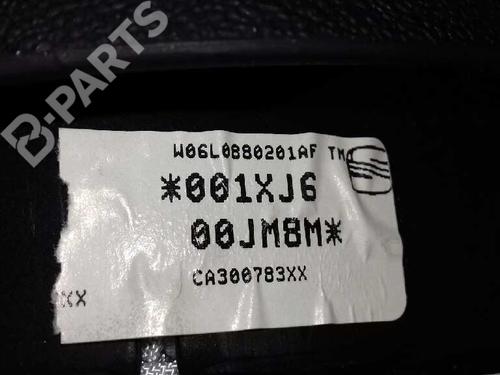 B-PARTS
W06L0880201AF TM
*001XJ6
00JM8M*
CA300783XX
XX